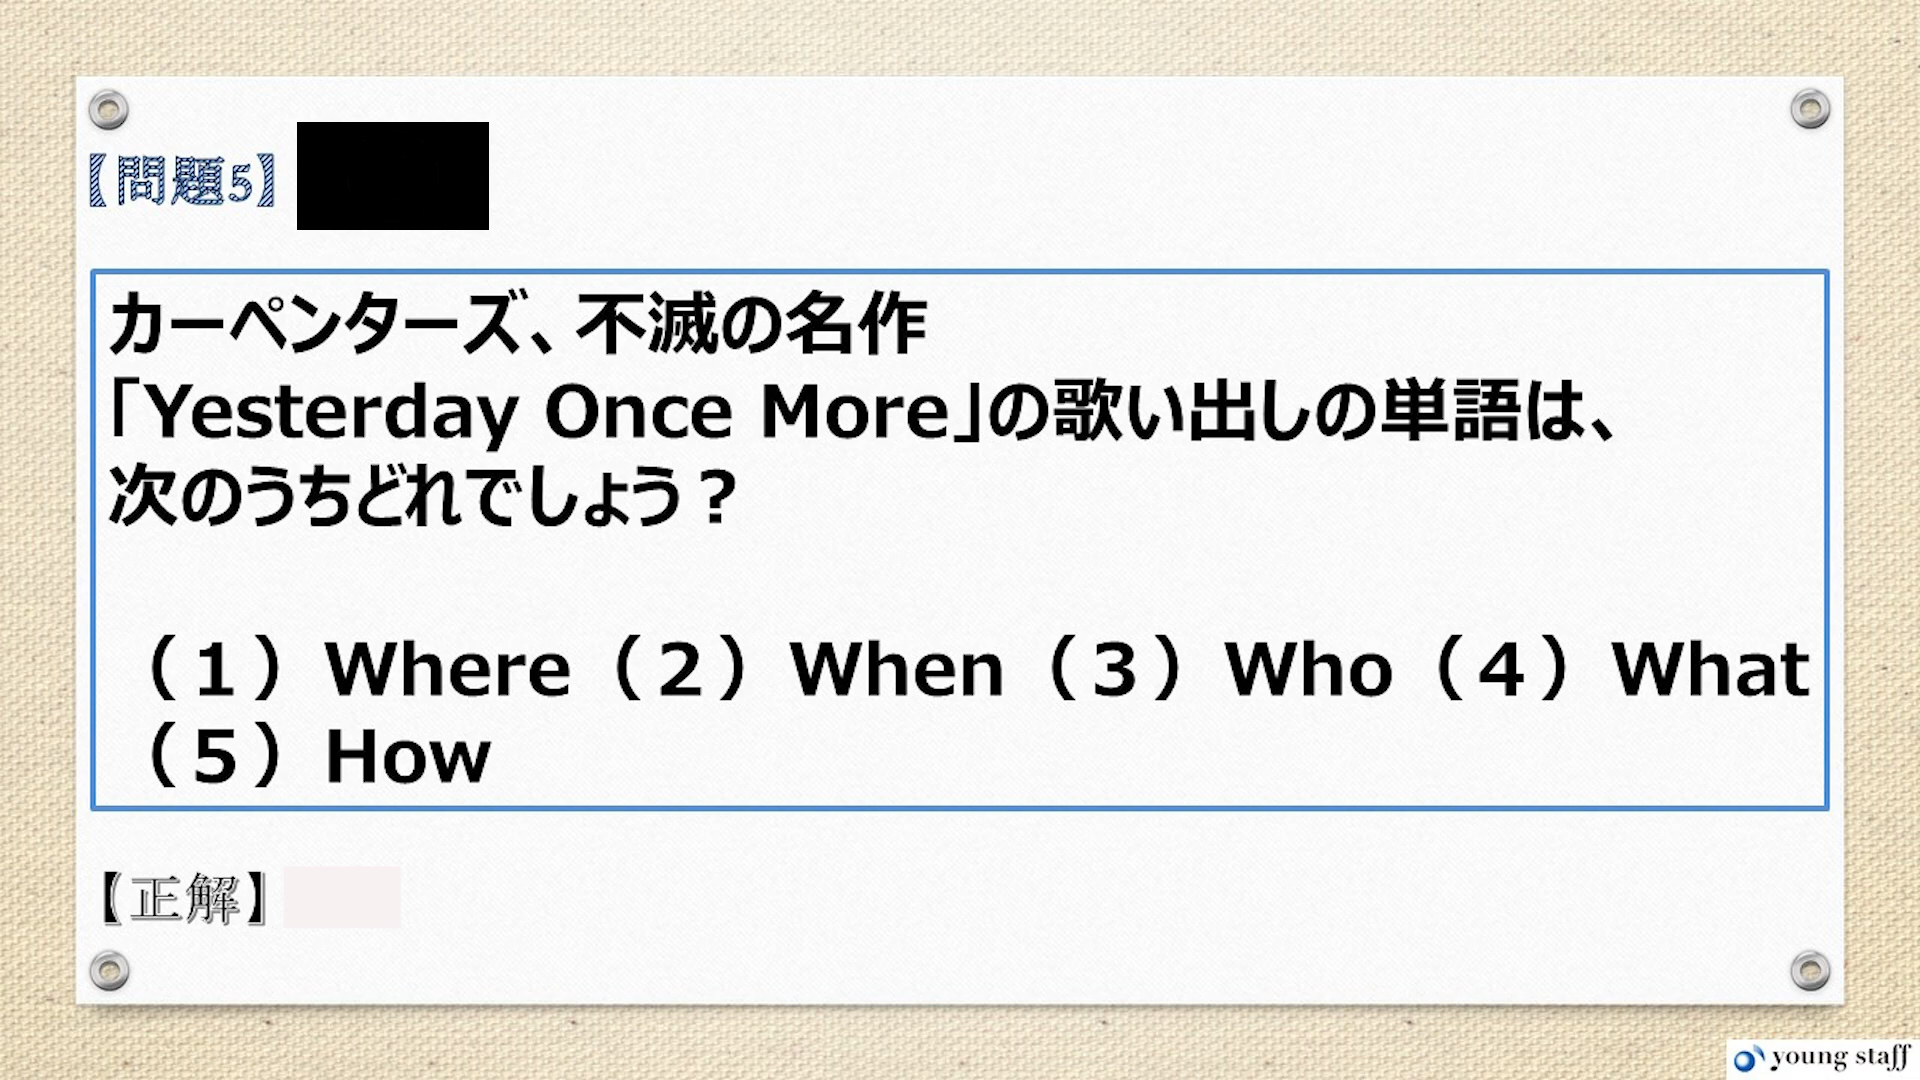 【問題5】
カーペンターズ、不滅の名作
「Yesterday Once More」の歌い出しの単語は、
次のうちどれでしょう？
（１）Where（２）When（３）Who（４）What
（５）How
【正解】
young staff